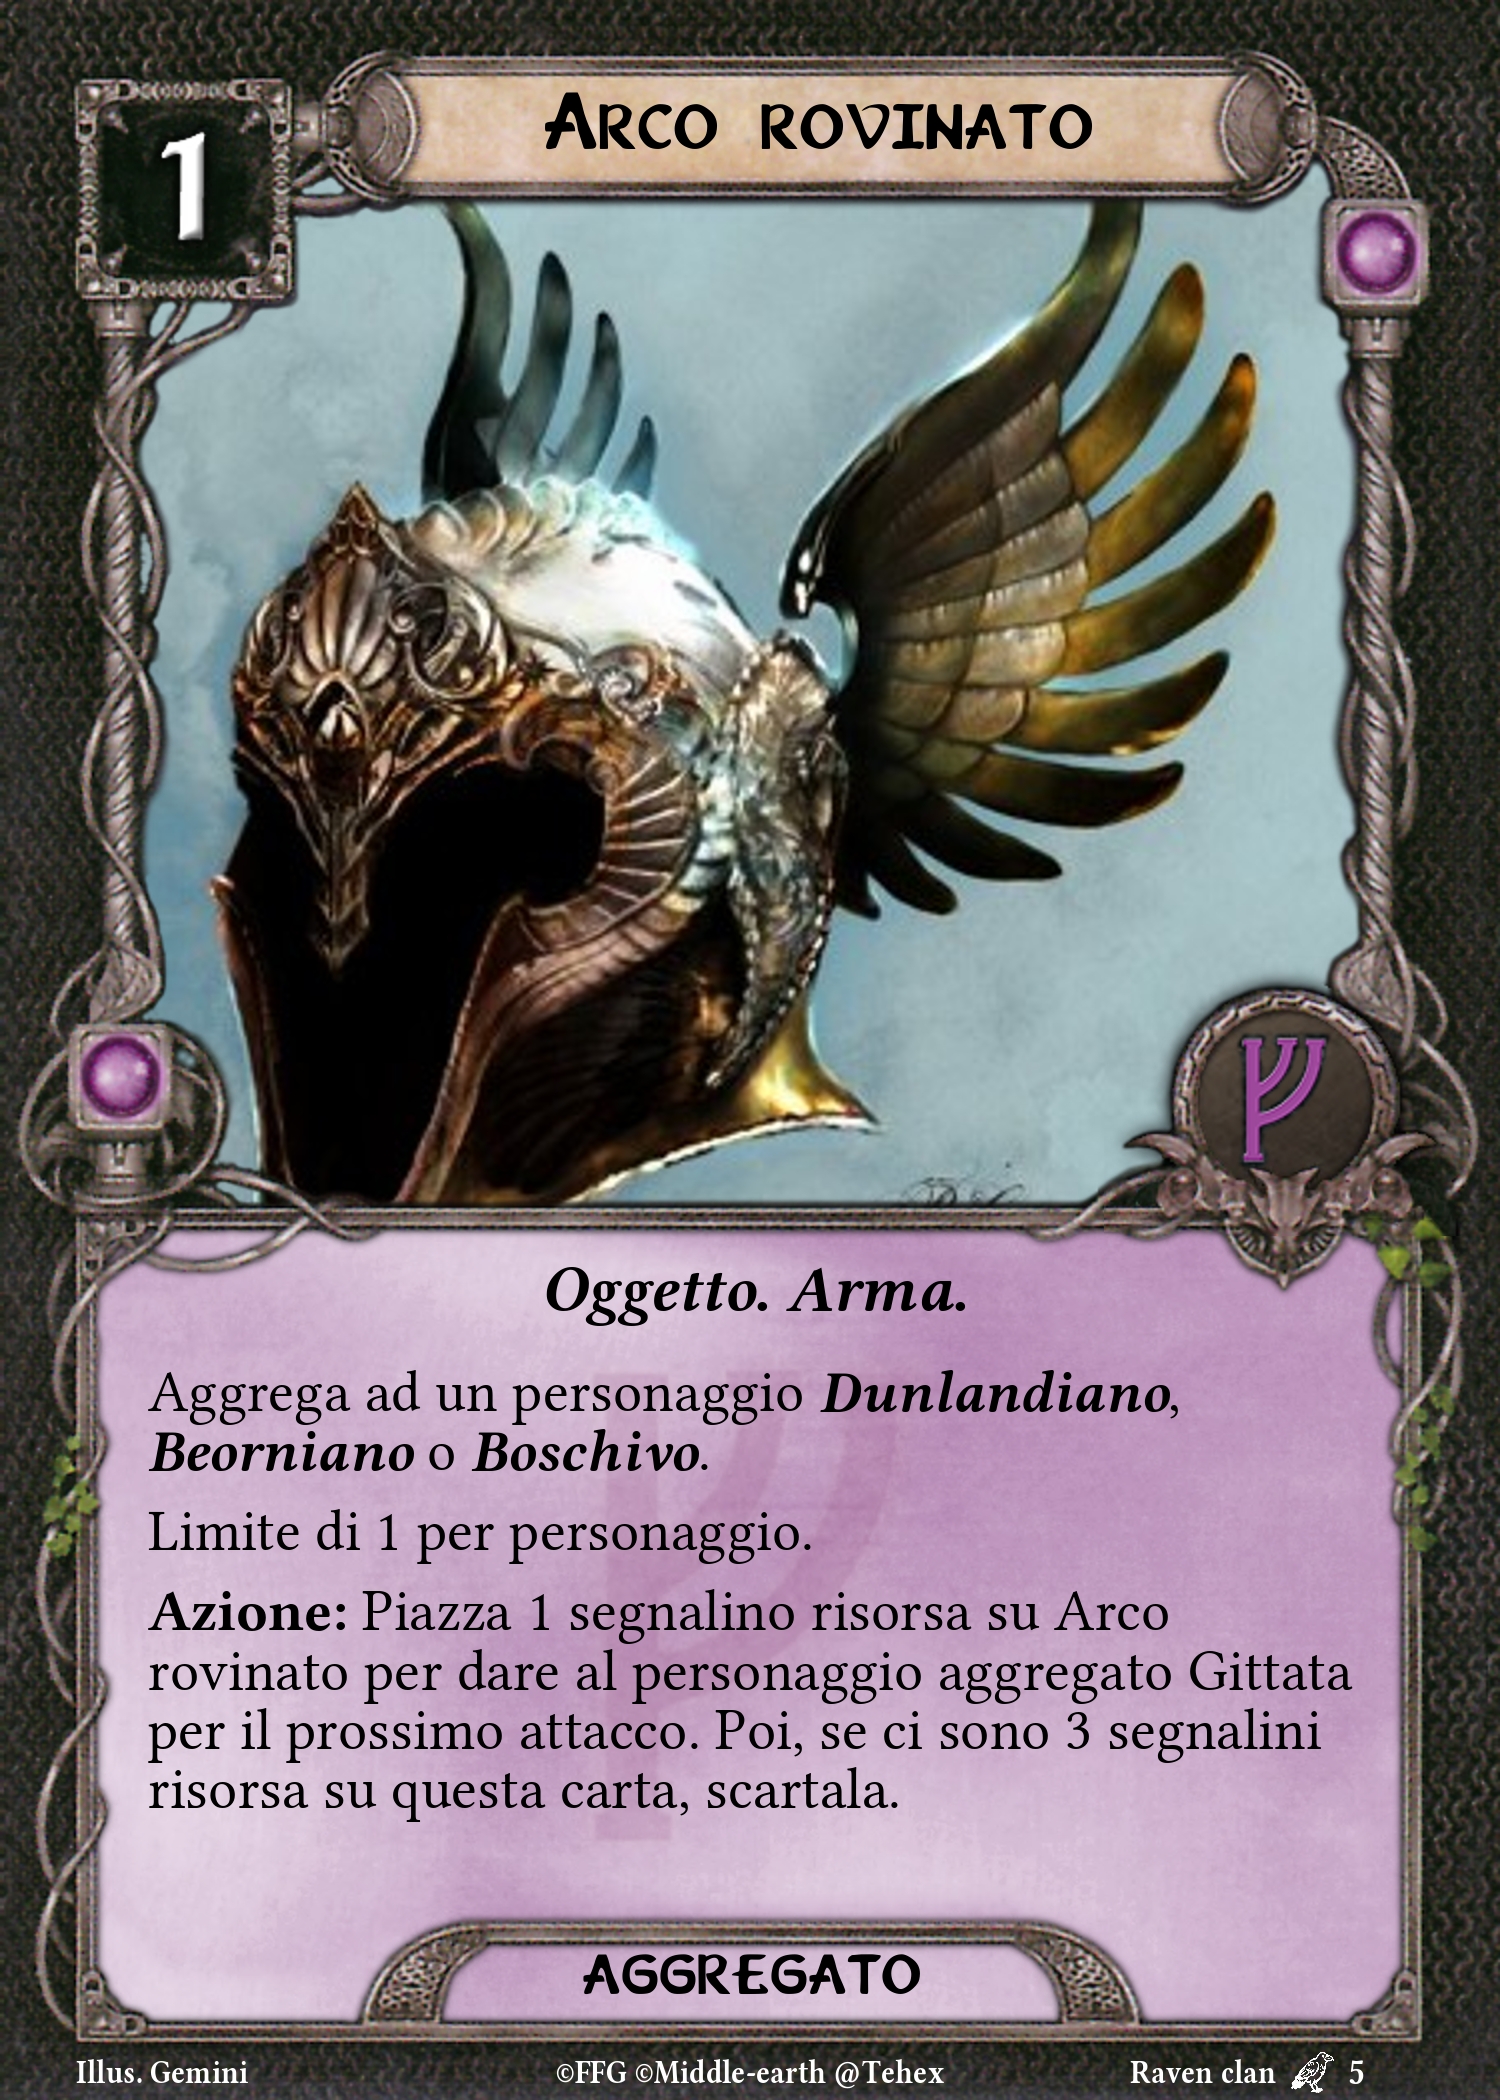 1
Arco rovinato
Oggetto. Arma.
Aggrega ad un personaggio Dunlandiano,
Beorniano o Boschivo.
Limite di 1 per personaggio.
Azione: Piazza 1 segnalino risorsa su Arco
rovinato per dare al personaggio aggregato Gittata
per il prossimo attacco. Poi, se ci sono 3 segnalini
risorsa su questa carta, scartala.
AGGREGATO
Illus. Gemini ©FFG ©Middle-earth @Tehex Raven clan 5